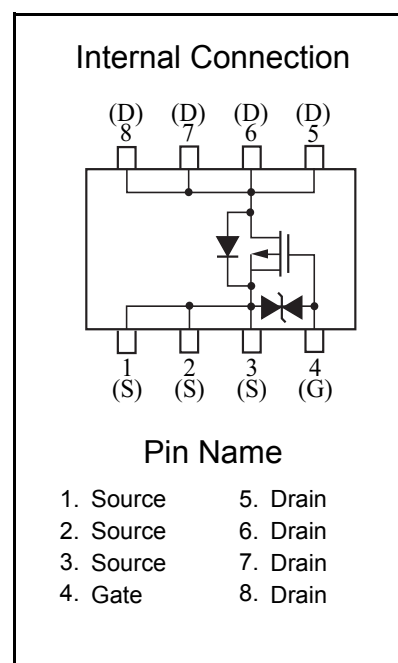 Internal Connection
(D) (D) (D) (D)
8 7 6 5
1 2 3 4
(S) (S) (S) (G)
Pin Name
1. Source
2. Source
3. Source
4. Gate
5. Drain
6. Drain
7. Drain
8. Drain